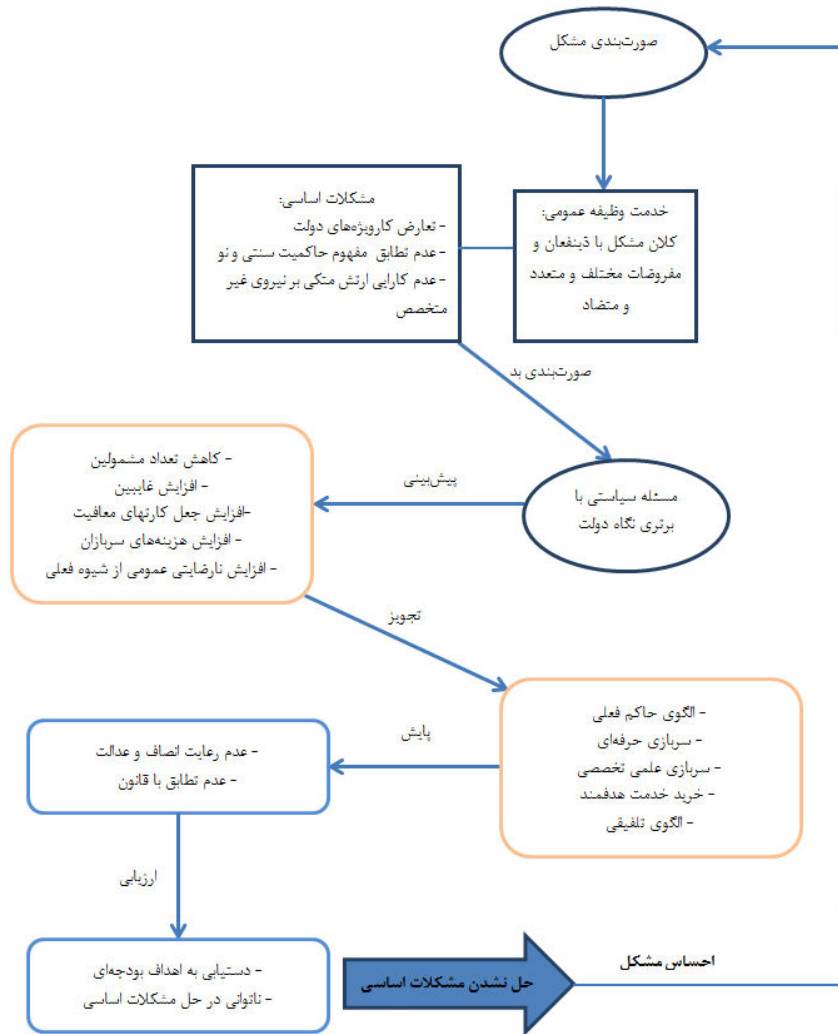 صورت‌بندی مشکل
خدمت وظیفه عمومی:
کلان مشکل با ذینفعان و
مفروضات مختلف و متعدد
و متضاد
مشکلات اساسی:
- تعارض کارویژه‌های دولت
- عدم تطابق مفهوم حاکمیت سنتی و نو
- عدم کارایی ارتش متکی بر نیروی غیر
متخصص
صورت‌بندی بد
مسئله سیاستی با
برتری نگاه دولت
پیش‌بینی
- کاهش تعداد مشمولین
- افزایش غایبین
-افزایش جعل کارتهای معافیت
- افزایش هزینه‌های سربازان
- افزایش نارضایتی عمومی از شیوه فعلی
تجویز
- الگوی حاکم فعلی
- سربازی حرفه‌ای
- سربازی علمی تخصصی
- خرید خدمت هدفمند
- الگوی تلفیقی
پایش
- عدم رعایت انصاف و عدالت
- عدم تطابق با قانون
ارزیابی
- دستیابی به اهداف بودجه‌ای
- ناتوانی در حل مشکلات اساسی
حل نشدن مشکلات اساسی
احساس مشکل